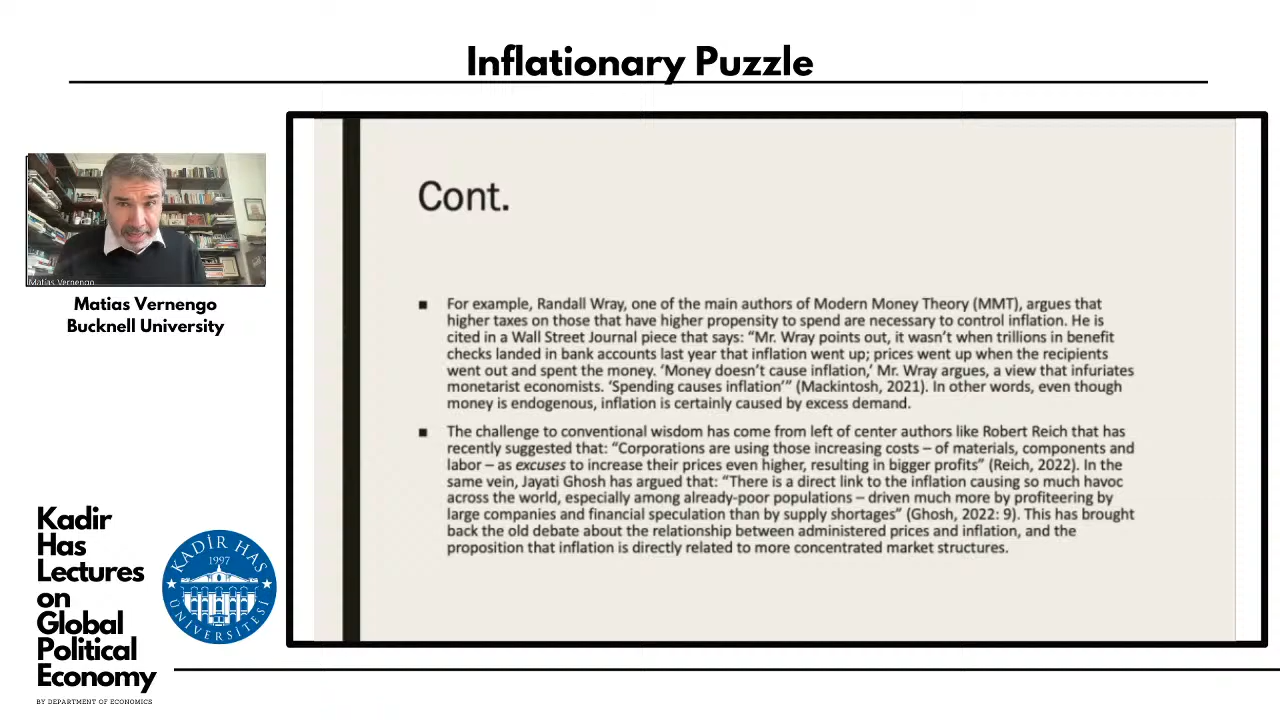 Inflationary Puzzle
Matias Vernengo
Matias Vernengo
Bucknell University
Kadir
Has
Lectures
on
Global
Political
Economy
BY DEPARTMENT OF ECONOMICS
KADİR HAS
1997
ÜNİVERSİTESİ
Cont.
■ For example, Randall Wray, one of the main authors of Modern Money Theory (MMT), argues that
higher taxes on those that have higher propensity to spend are necessary to control inflation. He is
cited in a Wall Street Journal piece that says: “Mr. Wray points out, it wasn’t when trillions in benefit
checks landed in bank accounts last year that inflation went up; prices went up when the recipients
went out and spent the money. ‘Money doesn’t cause inflation,’ Mr. Wray argues, a view that infuriates
monetarist economists. ‘Spending causes inflation’” (Mackintosh, 2021). In other words, even though
money is endogenous, inflation is certainly caused by excess demand.
■ The challenge to conventional wisdom has come from left of center authors like Robert Reich that has
recently suggested that: “Corporations are using those increasing costs – of materials, components and
labor – as excuses to increase their prices even higher, resulting in bigger profits” (Reich, 2022). In the
same vein, Jayati Ghosh has argued that: “There is a direct link to the inflation causing so much havoc
across the world, especially among already-poor populations – driven much more by profiteering by
large companies and financial speculation than by supply shortages” (Ghosh, 2022: 9). This has brought
back the old debate about the relationship between administered prices and inflation, and the
proposition that inflation is directly related to more concentrated market structures.